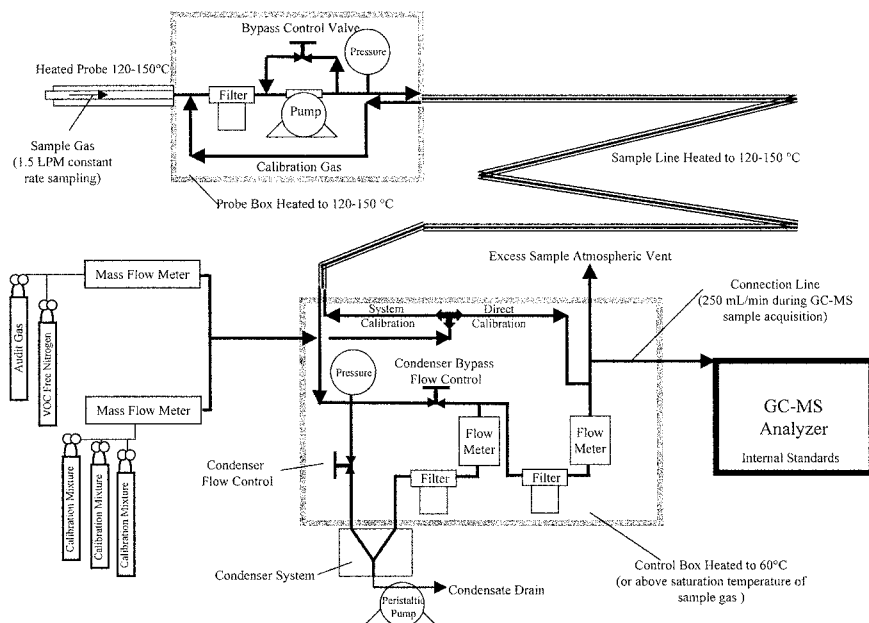 Bypass Control Valve
Pressure
Heated Probe 120-150°C
Filter
Pump
Sample Gas
(1.5 LPM constant
rate sampling)
Calibration Gas
Sample Line Heated to 120-150 °C
Probe Box Heated to 120-150 °C
Excess Sample Atmospheric Vent
Mass Flow Meter
Connection Line
(250 mL/min during GC-MS
sample acquisition)
System
Calibration
Direct
Calibration
Audit Gas
VOC Free Nitrogen
Pressure
Condenser Bypass
Flow Control
Mass Flow Meter
GC-MS
Analyzer
Internal Standards
Flow
Meter
Flow
Meter
Condenser
Flow Control
Filter
Filter
Calibration Mixture
Calibration Mixture
Calibration Mixture
Condenser System
Condensate Drain
Control Box Heated to 60°C
(or above saturation temperature of
sample gas )
Peristaltic
Pump